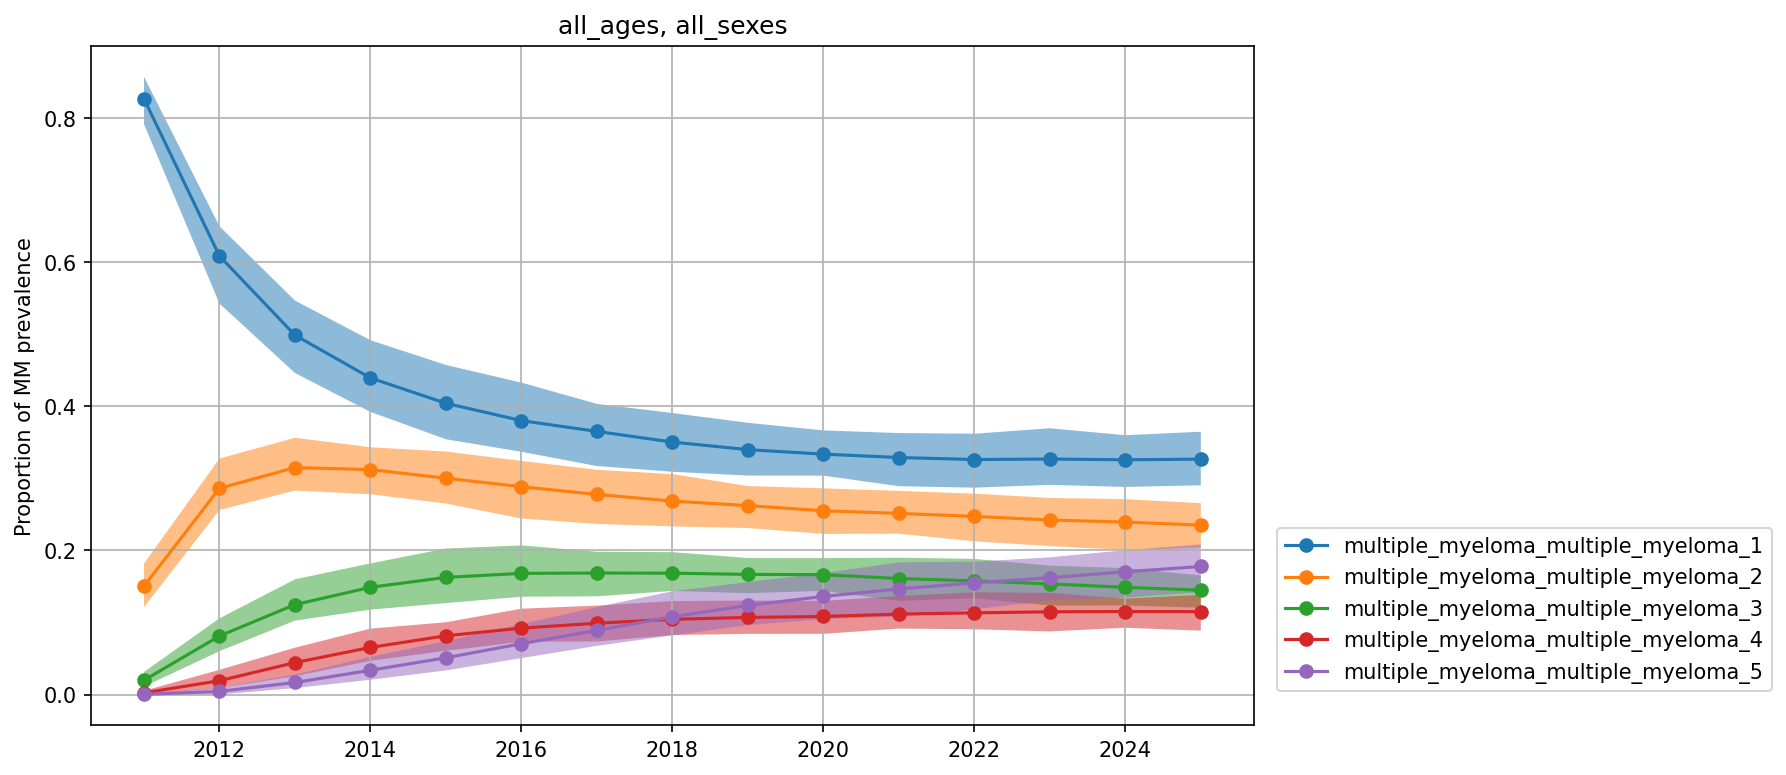 all_ages, all_sexes
Proportion of MM prevalence
0.8
0.6
0.4
0.2
0.0
2012 2014 2016 2018 2020 2022 2024
multiple_myeloma_multiple_myeloma_1
multiple_myeloma_multiple_myeloma_2
multiple_myeloma_multiple_myeloma_3
multiple_myeloma_multiple_myeloma_4
multiple_myeloma_multiple_myeloma_5